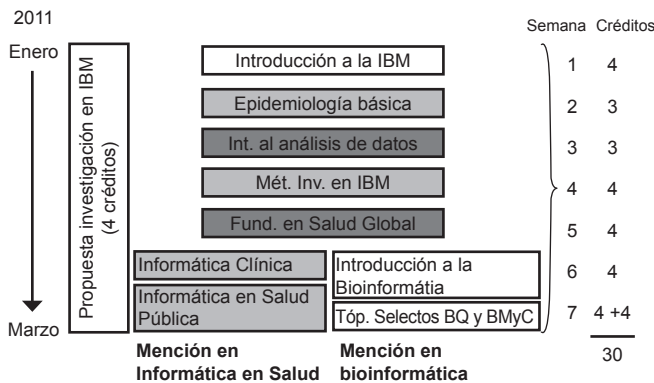 2011
Semana Créditos
Enero
Introducción a la IBM
1 4
Epidemiología básica
2 3
Int. al análisis de datos
3 3
Mét. Inv. en IBM
4 4
Fund. en Salud Global
5 4
Propuesta investigación en IBM
(4 créditos)
Informática Clínica
Introducción a la
Bioinformátia
6 4
Informática en Salud
Pública
Tóp. Selectos BQ y BMyC
7 4 +4
Marzo
30
Mención en
Informática en Salud
Mención en
bioinformática